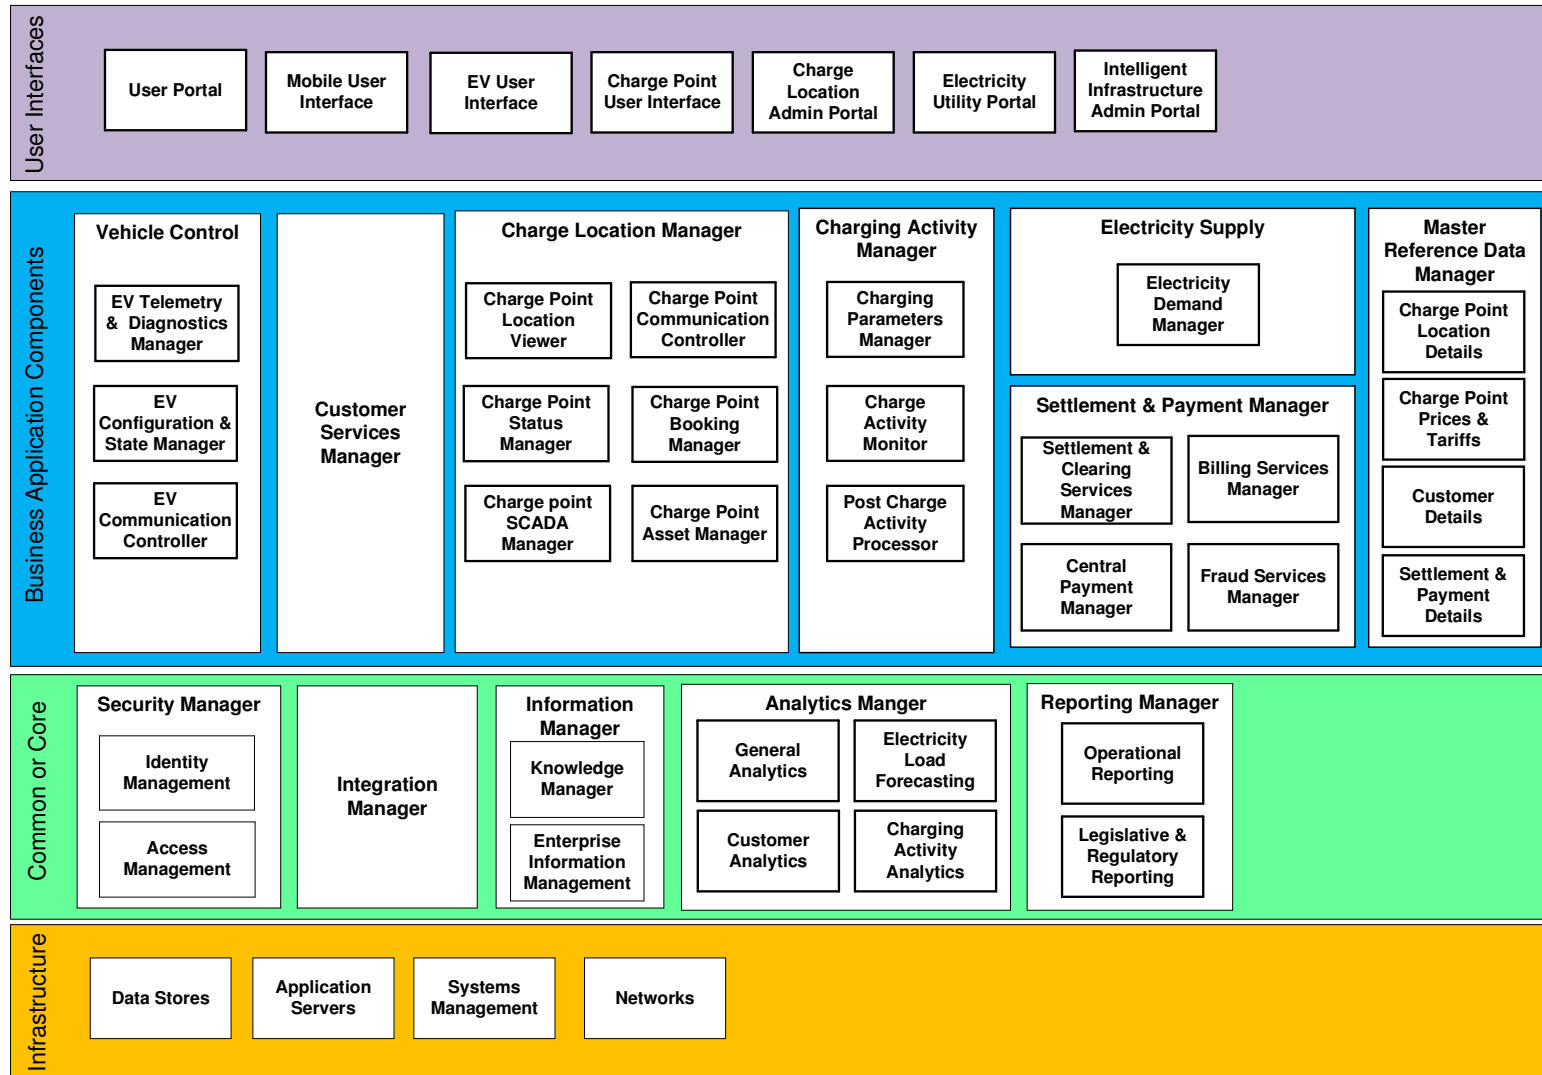 User Interfaces
User Portal
Mobile User
Interface
EV User
Interface
Charge Point
User Interface
Charge
Location
Admin Portal
Electricity
Utility Portal
Intelligent
Infrastructure
Admin Portal
Business Application Components
Vehicle Control
EV Telemetry
& Diagnostics
Manager
EV
Configuration &
State Manager
EV
Communication
Controller
Customer
Services
Manager
Charge Location Manager
Charge Point
Location
Viewer
Charge Point
Communication
Controller
Charge Point
Status
Manager
Charge Point
Booking
Manager
Charge point
SCADA
Manager
Charge Point
Asset Manager
Charging Activity
Manager
Charging
Parameters
Manager
Charge
Activity
Monitor
Post Charge
Activity
Processor
Electricity Supply
Electricity
Demand
Manager
Settlement & Payment Manager
Settlement &
Clearing
Services
Manager
Billing Services
Manager
Central
Payment
Manager
Fraud Services
Manager
Master
Reference Data
Manager
Charge Point
Location
Details
Charge Point
Prices &
Tariffs
Customer
Details
Settlement &
Payment
Details
Common or Core
Security Manager
Identity
Management
Access
Management
Integration
Manager
Information
Manager
Knowledge
Manager
Enterprise
Information
Management
Analytics Manger
General
Analytics
Electricity
Load
Forecasting
Customer
Analytics
Charging
Activity
Analytics
Reporting Manager
Operational
Reporting
Legislative &
Regulatory
Reporting
Infrastructure
Data Stores
Application
Servers
Systems
Management
Networks